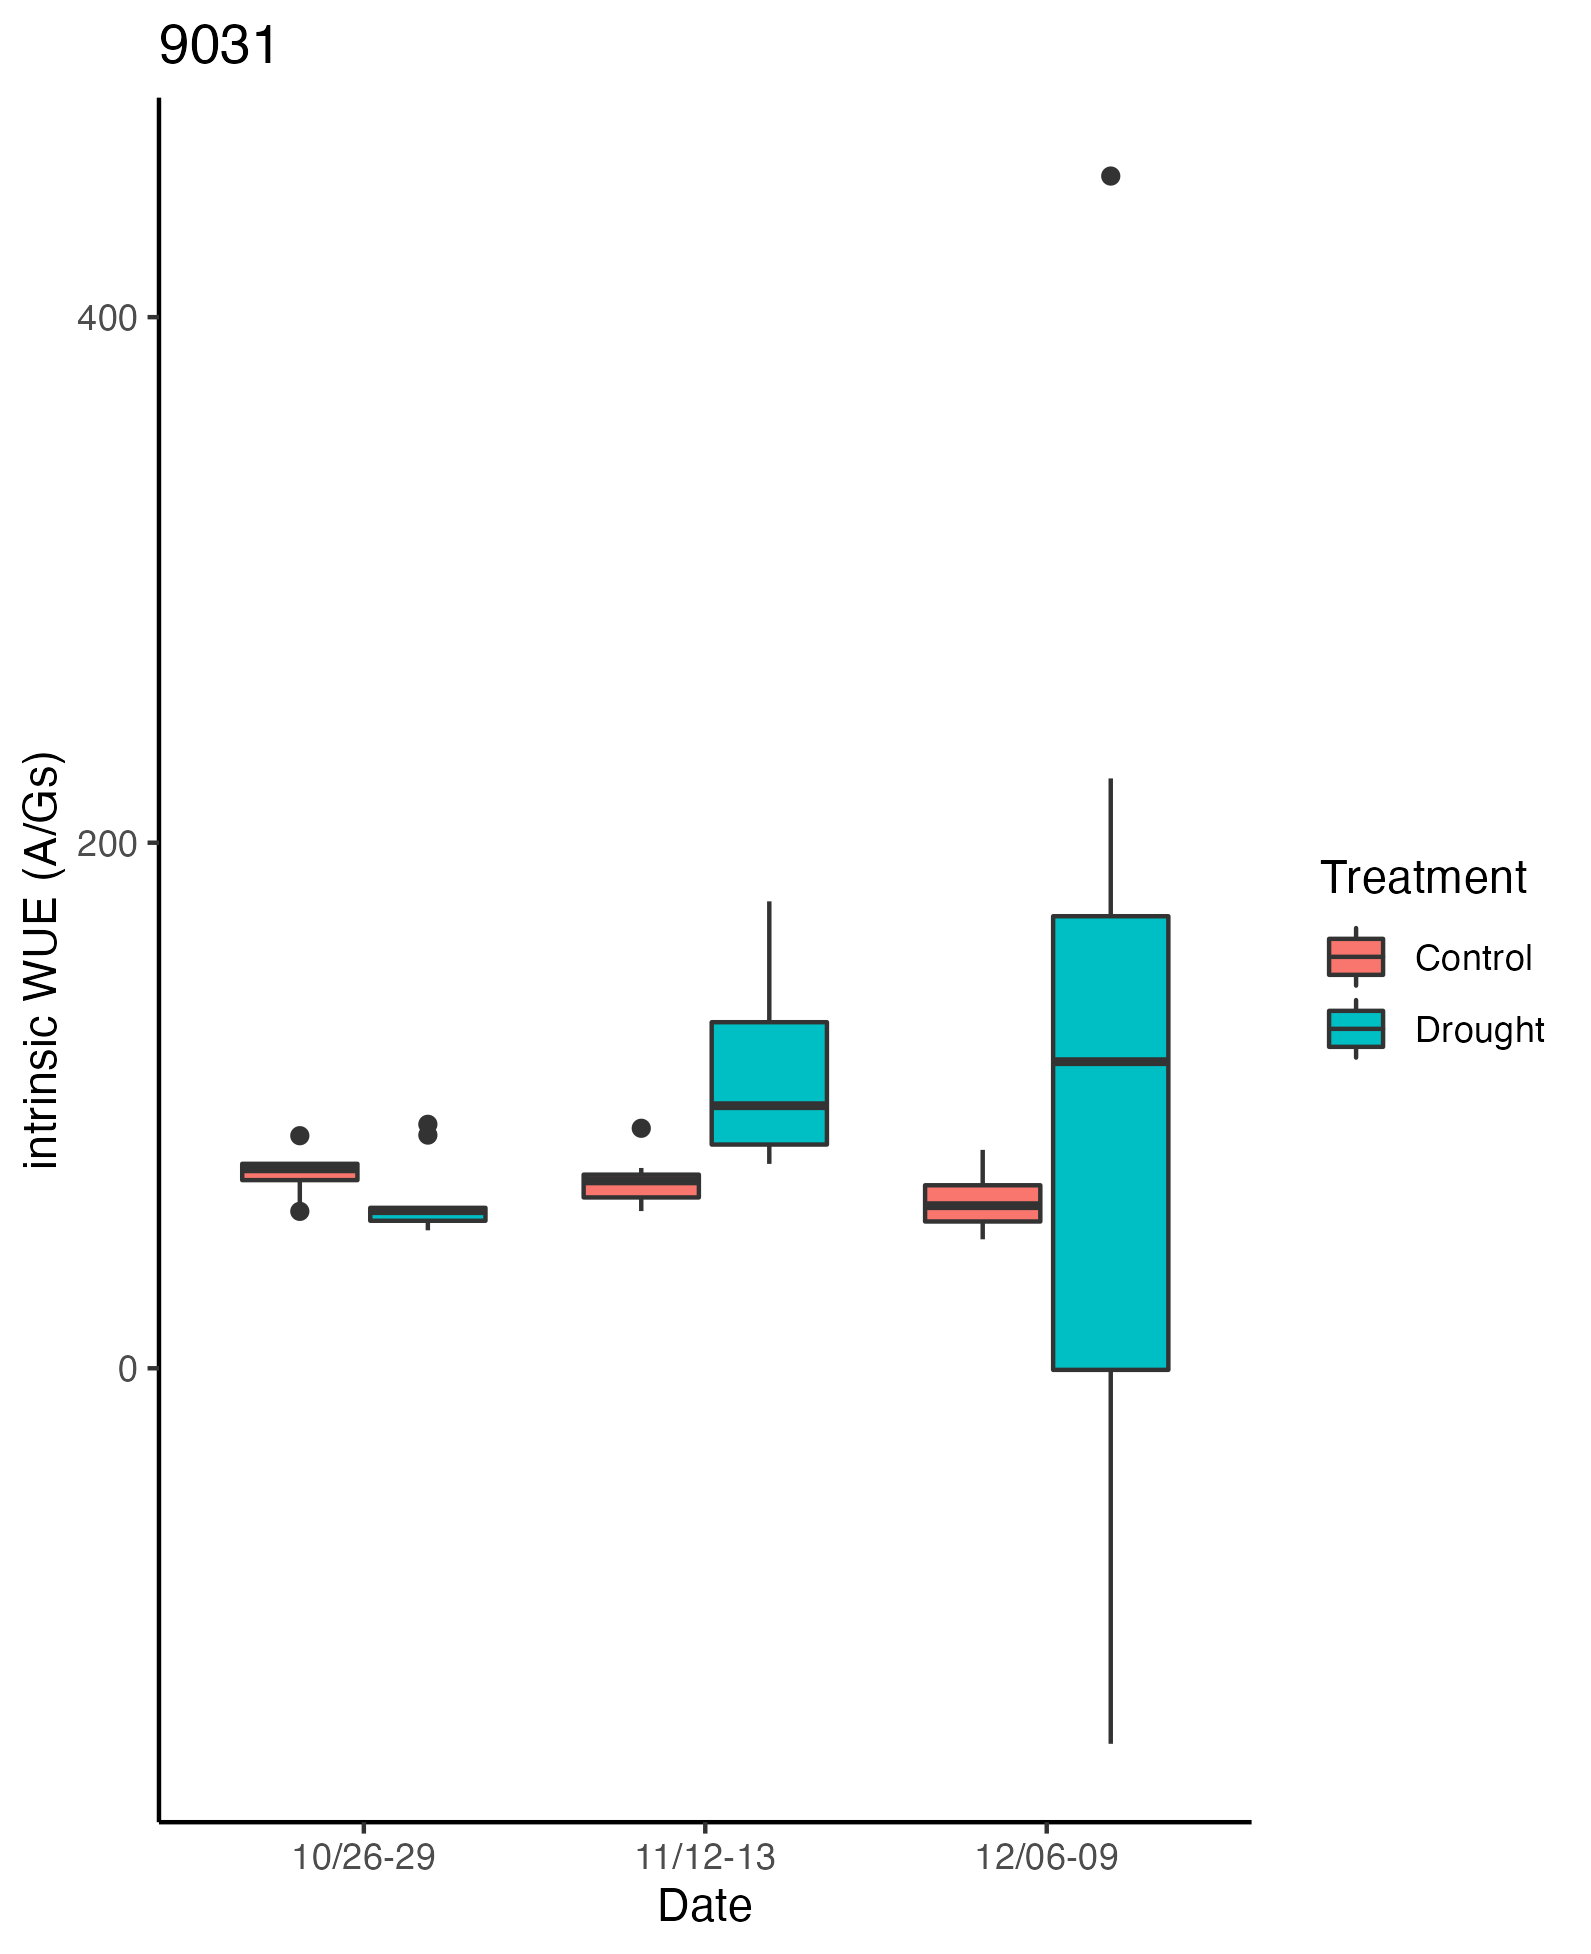 9031
intrinsic WUE (A/Gs)
400
200
0
10/26-29
11/12-13
12/06-09
Date
Treatment
Control
Drought